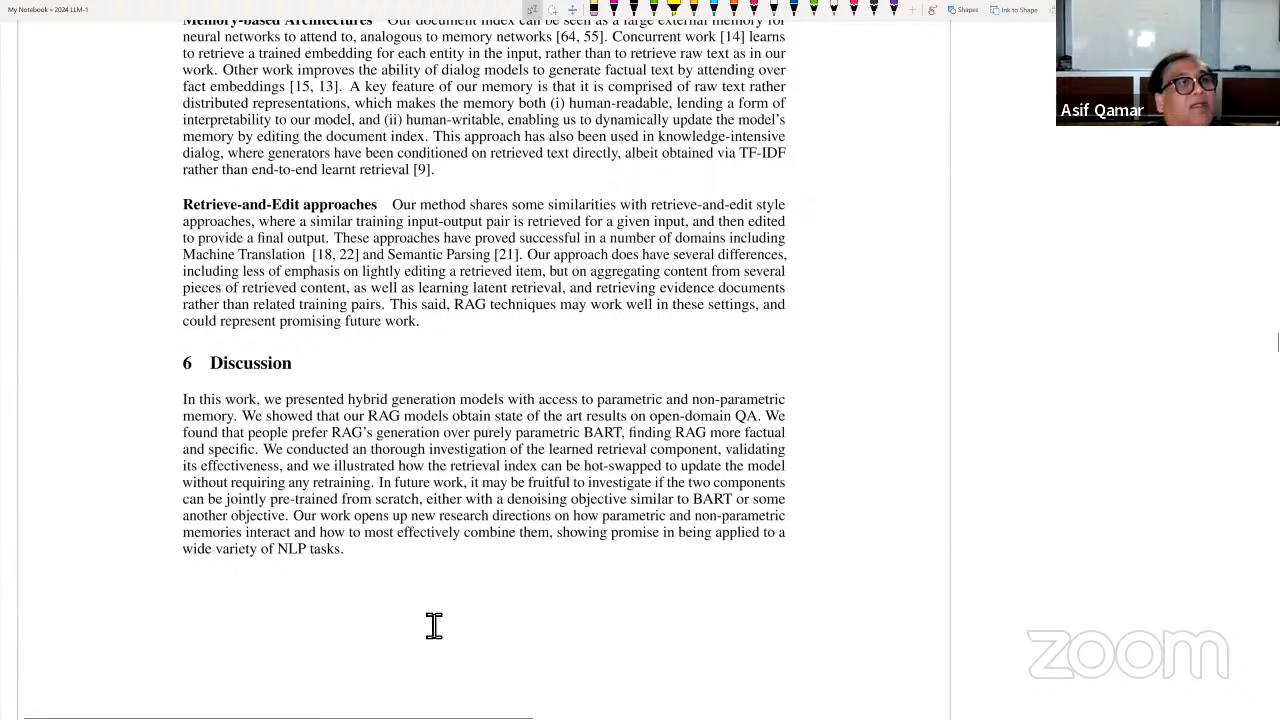 My Notebook » 2024 LLM-1
Shapes
Ink to Shape
Asif Qamar
Memory-based Architectures Our document index can be seen as a large external memory for
neural networks to attend to, analogous to memory networks [64, 55]. Concurrent work [14] learns
to retrieve a trained embedding for each entity in the input, rather than to retrieve raw text as in our
work. Other work improves the ability of dialog models to generate factual text by attending over
fact embeddings [15, 13]. A key feature of our memory is that it is comprised of raw text rather
distributed representations, which makes the memory both (i) human-readable, lending a form of
interpretability to our model, and (ii) human-writable, enabling us to dynamically update the model's
memory by editing the document index. This approach has also been used in knowledge-intensive
dialog, where generators have been conditioned on retrieved text directly, albeit obtained via TF-IDF
rather than end-to-end learnt retrieval [9].
Retrieve-and-Edit approaches Our method shares some similarities with retrieve-and-edit style
approaches, where a similar training input-output pair is retrieved for a given input, and then edited
to provide a final output. These approaches have proved successful in a number of domains including
Machine Translation [18, 22] and Semantic Parsing [21]. Our approach does have several differences,
including less of emphasis on lightly editing a retrieved item, but on aggregating content from several
pieces of retrieved content, as well as learning latent retrieval, and retrieving evidence documents
rather than related training pairs. This said, RAG techniques may work well in these settings, and
could represent promising future work.
6 Discussion
In this work, we presented hybrid generation models with access to parametric and non-parametric
memory. We showed that our RAG models obtain state of the art results on open-domain QA. We
found that people prefer RAG's generation over purely parametric BART, finding RAG more factual
and specific. We conducted an thorough investigation of the learned retrieval component, validating
its effectiveness, and we illustrated how the retrieval index can be hot-swapped to update the model
without requiring any retraining. In future work, it may be fruitful to investigate if the two components
can be jointly pre-trained from scratch, either with a denoising objective similar to BART or some
another objective. Our work opens up new research directions on how parametric and non-parametric
memories interact and how to most effectively combine them, showing promise in being applied to a
wide variety of NLP tasks.
zoom